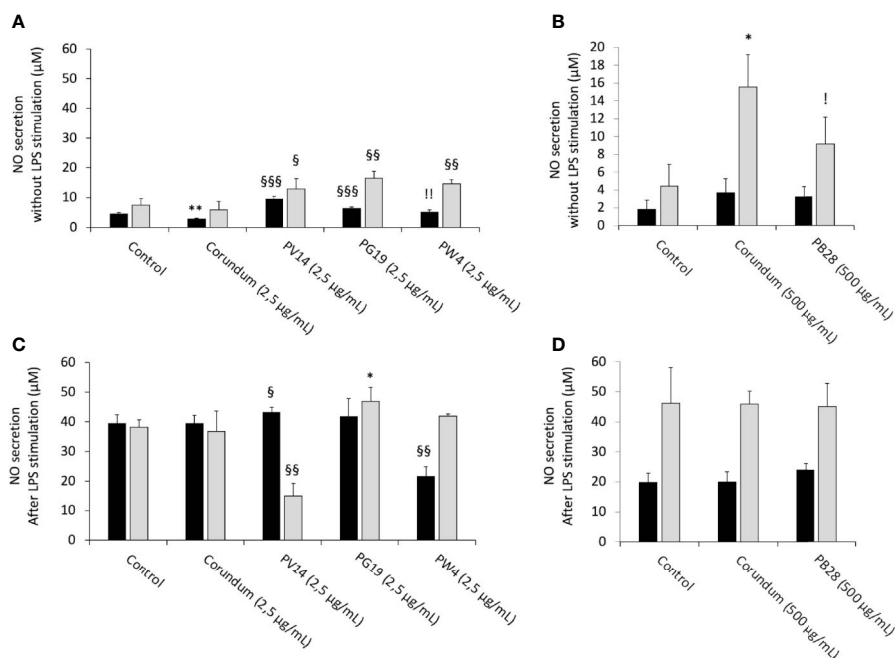 A
NO secretion
without LPS stimulation (µM)
60
50
40
30
20
10
0
**
§§§
§
§§§
§§
!!
§§
Control
Corundum (2,5 µg/mL)
PV14 (2,5 µg/mL)
PG19 (2,5 µg/mL)
PW4 (2,5 µg/mL)
B
NO secretion
without LPS stimulation (µM)
20
18
16
14
12
10
8
6
4
2
0
*
!
Control
Corundum (500 µg/mL)
PB28 (500 µg/mL)
C
NO secretion
After LPS stimulation (µM)
60
50
40
30
20
10
0
§
§§
*
§§
Control
Corundum (2,5 µg/mL)
PV14 (2,5 µg/mL)
PG19 (2,5 µg/mL)
PW4 (2,5 µg/mL)
D
NO secretion
After LPS stimulation (µM)
60
50
40
30
20
10
0
Control
Corundum (500 µg/mL)
PB28 (500 µg/mL)